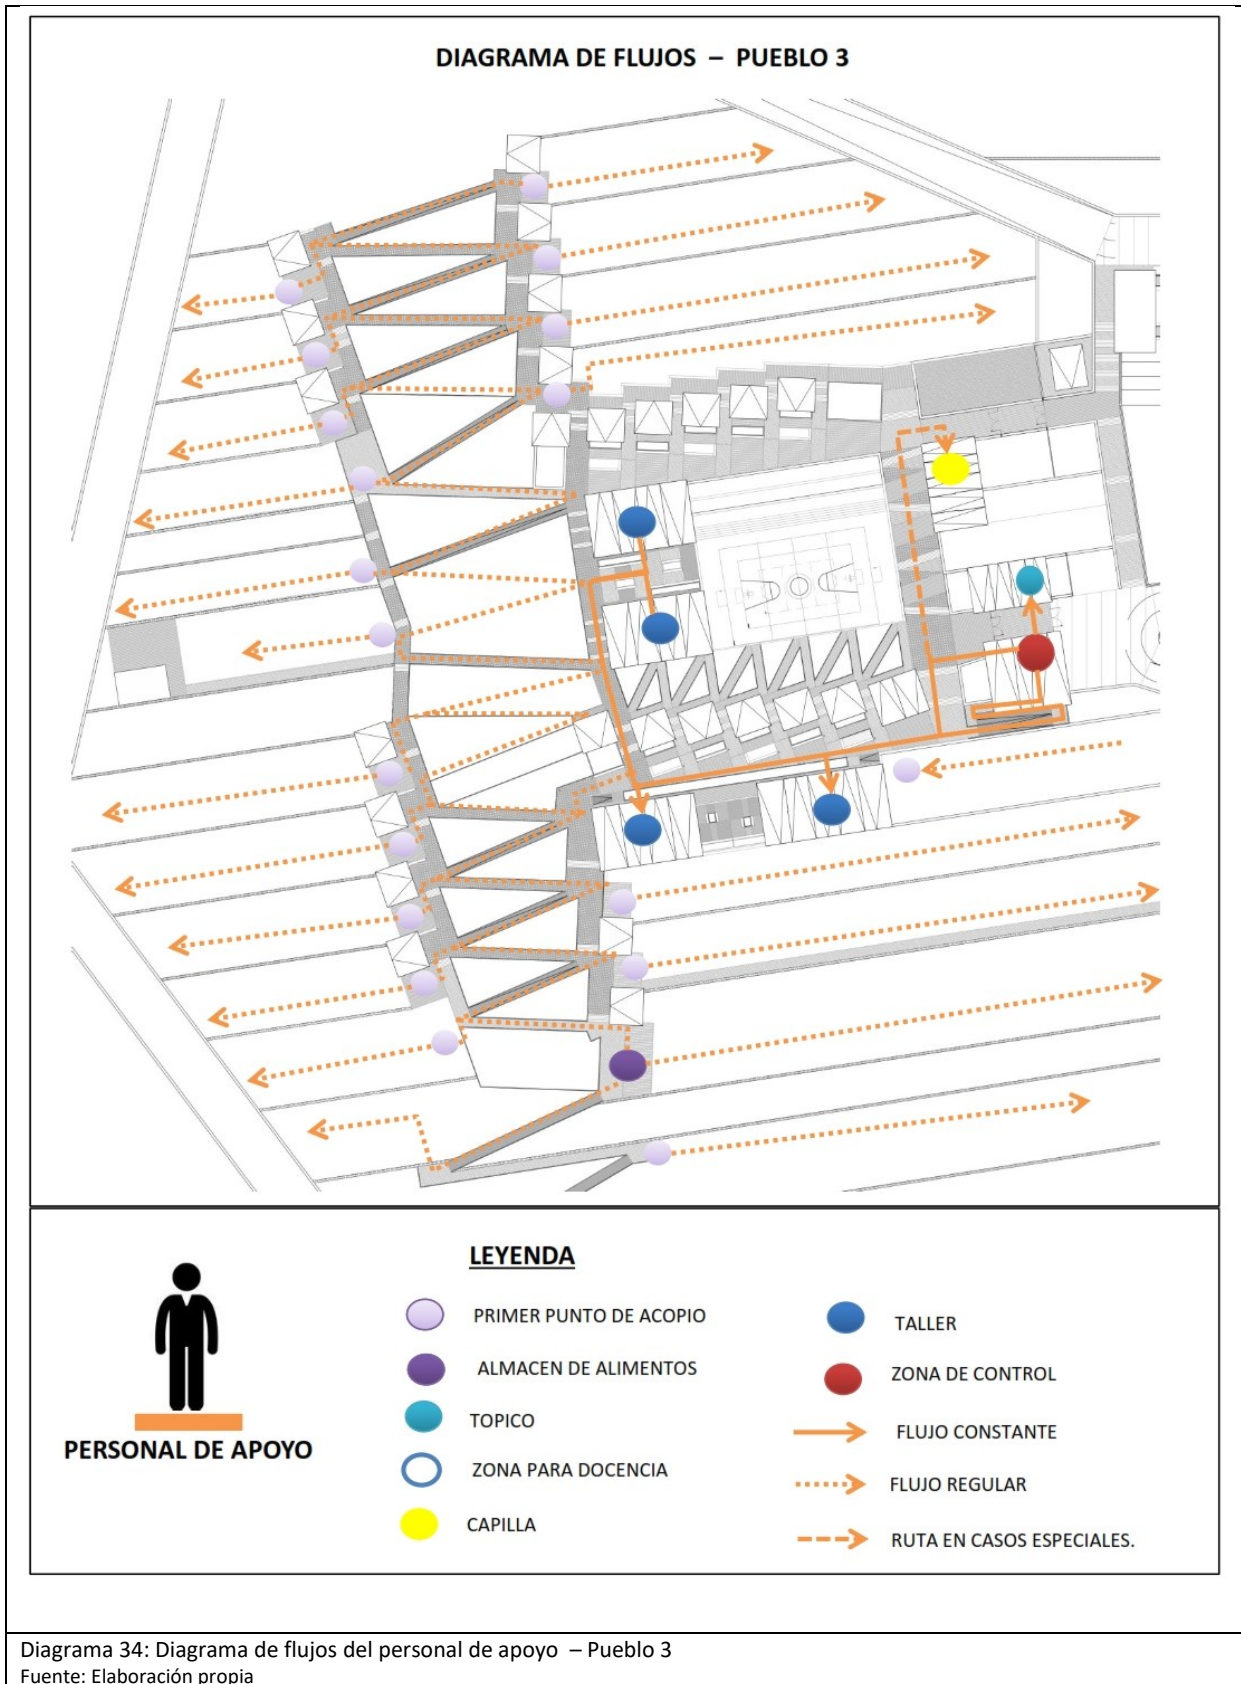 DIAGRAMA DE FLUJOS – PUEBLO 3
LEYENDA
PRIMER PUNTO DE ACOPIO
ALMACEN DE ALIMENTOS
TOPICO
ZONA PARA DOCENCIA
CAPILLA
TALLER
ZONA DE CONTROL
FLUJO CONSTANTE
FLUJO REGULAR
RUTA EN CASOS ESPECIALES.
PERSONAL DE APOYO
Diagrama 34: Diagrama de flujos del personal de apoyo – Pueblo 3
Fuente: Elaboración propia